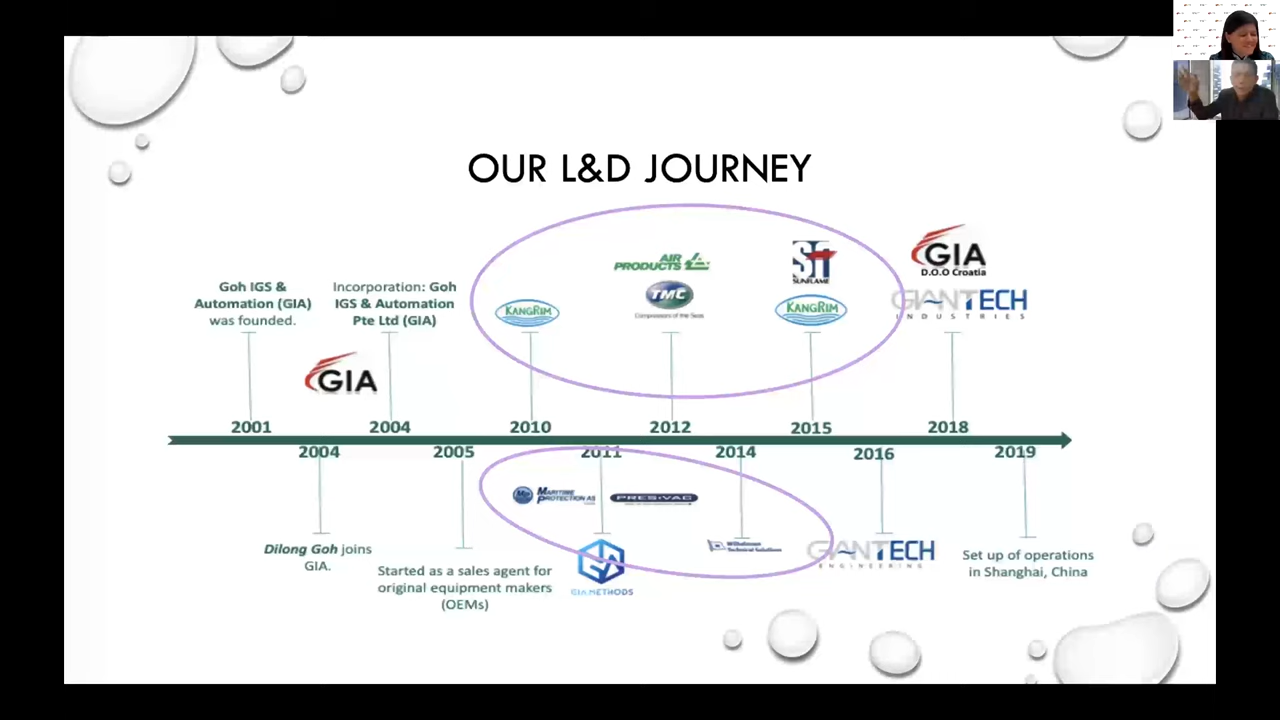 OUR L&D JOURNEY
Goh IGS &
Automation (GIA)
was founded.
Incorporation: Goh
IGS & Automation
Pte Ltd (GIA)
GIA
KANGRIM
AIR
PRODUCTS
TMC
Compressors of the Seas
SF
SUNFLAME
KANGRIM
GIA
D.O.O Croatia
GIANTECH
INDUSTRIES
2001
2004
2010
2012
2015
2018
2004
2005
2011
2014
2016
2019
Dilong Goh joins
GIA.
Started as a sales agent for
original equipment makers
(OEMs)
MARITIME
PROTECTION AS
PRESVAC
GIA METHODS
Wilhelmsen
Technical Solutions
GIANTECH
ENGINEERING
Set up of operations
in Shanghai, China